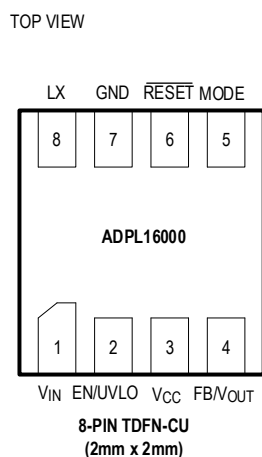 TOP VIEW
LX GND RESET MODE
8 7 6 5
ADPL16000
1 2 3 4
VIN EN/UVLO VCC FB/VOUT
8-PIN TDFN-CU
(2mm x 2mm)